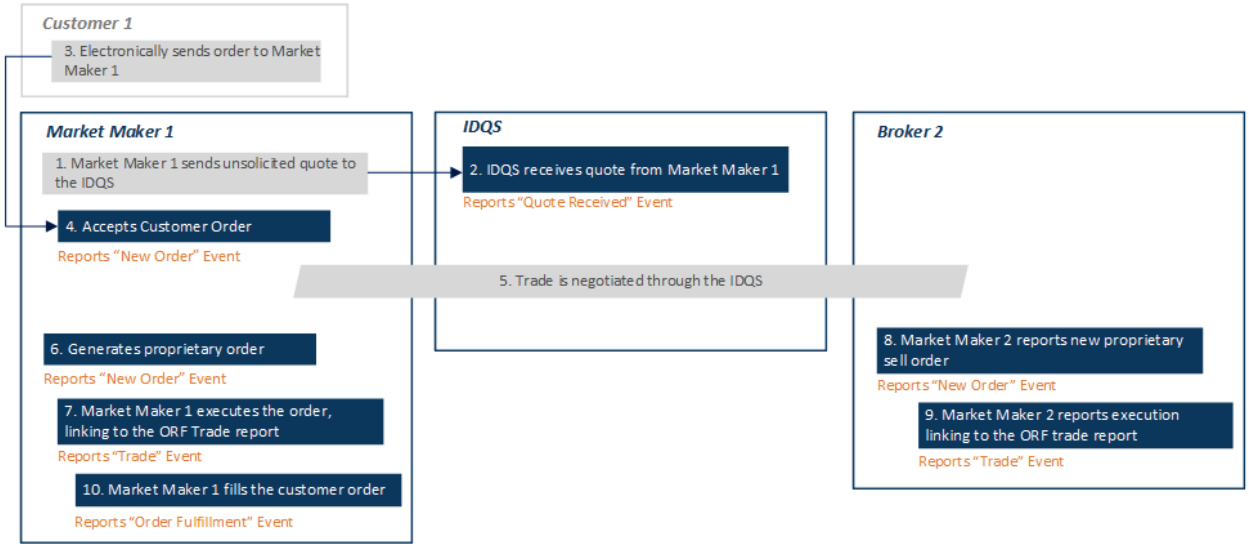 Customer 1
3. Electronically sends order to Market
Maker 1
Market Maker 1
1. Market Maker 1 sends unsolicited quote to
the IDQS
4. Accepts Customer Order
Reports "New Order" Event
IDQS
2. IDQS receives quote from Market Maker 1
Reports "Quote Received" Event
Broker 2
5. Trade is negotiated through the IDQS
6. Generates proprietary order
Reports "New Order" Event
7. Market Maker 1 executes the order,
linking to the ORF Trade report
Reports "Trade" Event
10. Market Maker 1 fills the customer order
Reports "Order Fulfillment" Event
8. Market Maker 2 reports new proprietary
sell order
Reports "New Order" Event
9. Market Maker 2 reports execution
linking to the ORF trade report
Reports "Trade" Event